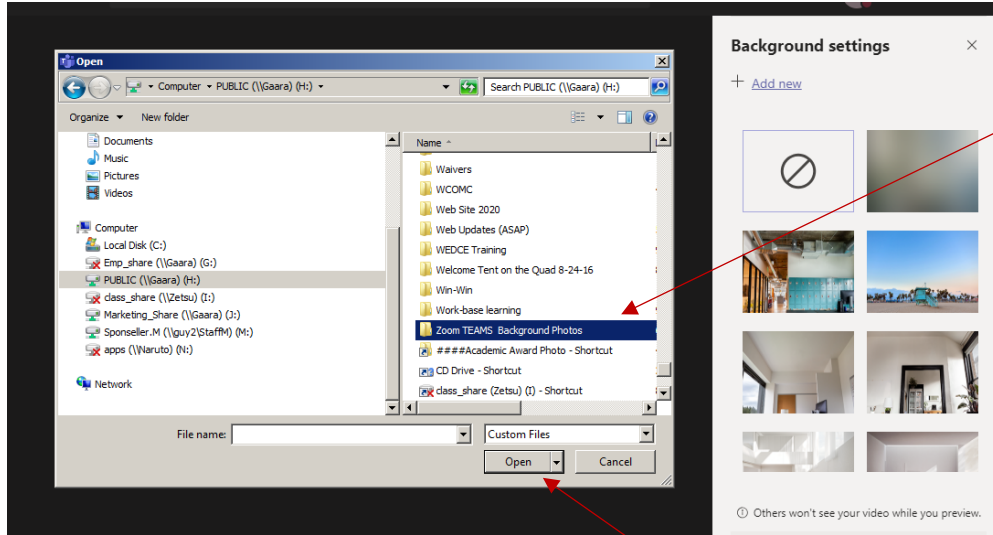 Background settings
Add new
Open
Computer PUBLIC (\\Gaara) (H:)
Search PUBLIC (\\Gaara) (H:)
Organize New folder
Documents
Music
Pictures
Videos
Computer
Local Disk (C:)
Emp_share (\\Gaara) (G:)
PUBLIC (\\Gaara) (H:)
class_share (\\Zetsu) (I:)
Marketing_Share (\\Gaara) (J:)
Sponseller.M (\\guy2\StaffM) (M:)
apps (\\Naruto) (N:)
Network
Name
Waivers
WCOMC
Web Site 2020
Web Updates (ASAP)
WEDCE Training
Welcome Tent on the Quad 8-24-16
Win-Win
Work-base learning
Zoom TEAMS Background Photos
####Academic Award Photo - Shortcut
CD Drive - Shortcut
class_share (Zetsu) (I) - Shortcut
File name:
Custom Files
Open
Cancel
Others won't see your video while you preview.